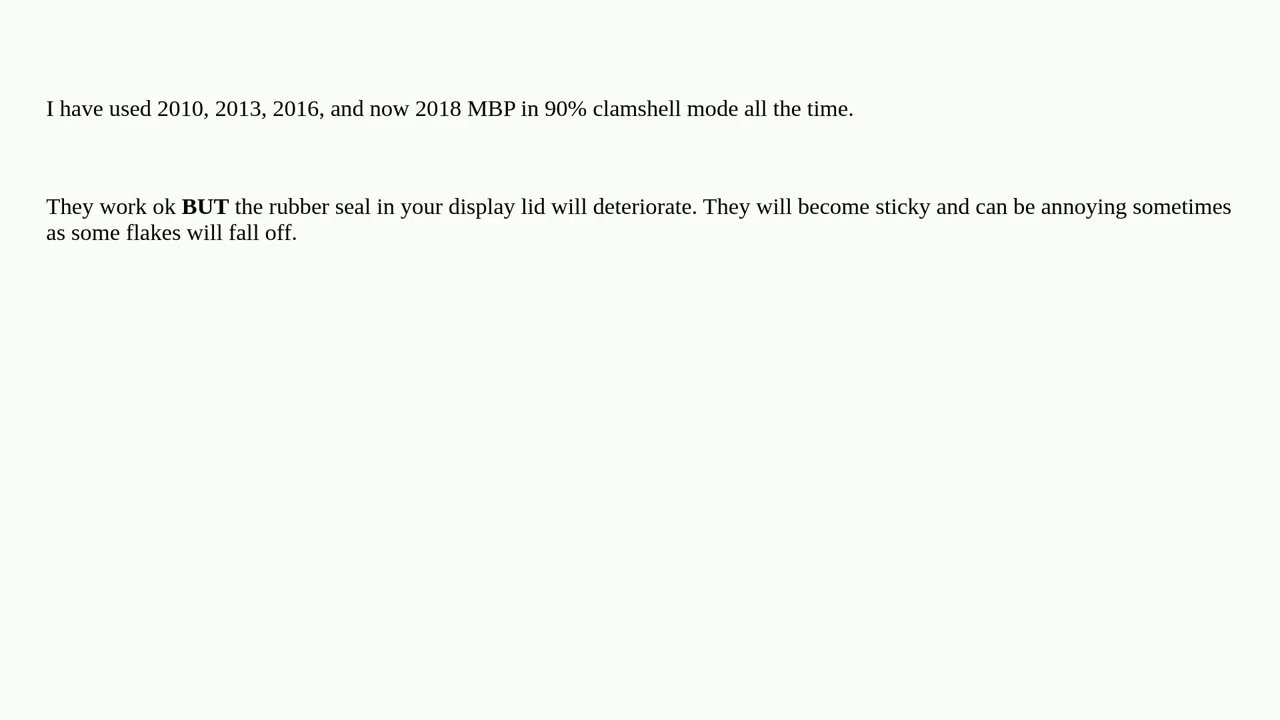 I have used 2010, 2013, 2016, and now 2018 MBP in 90% clamshell mode all the time.
They work ok BUT the rubber seal in your display lid will deteriorate. They will become sticky and can be annoying sometimes
as some flakes will fall off.